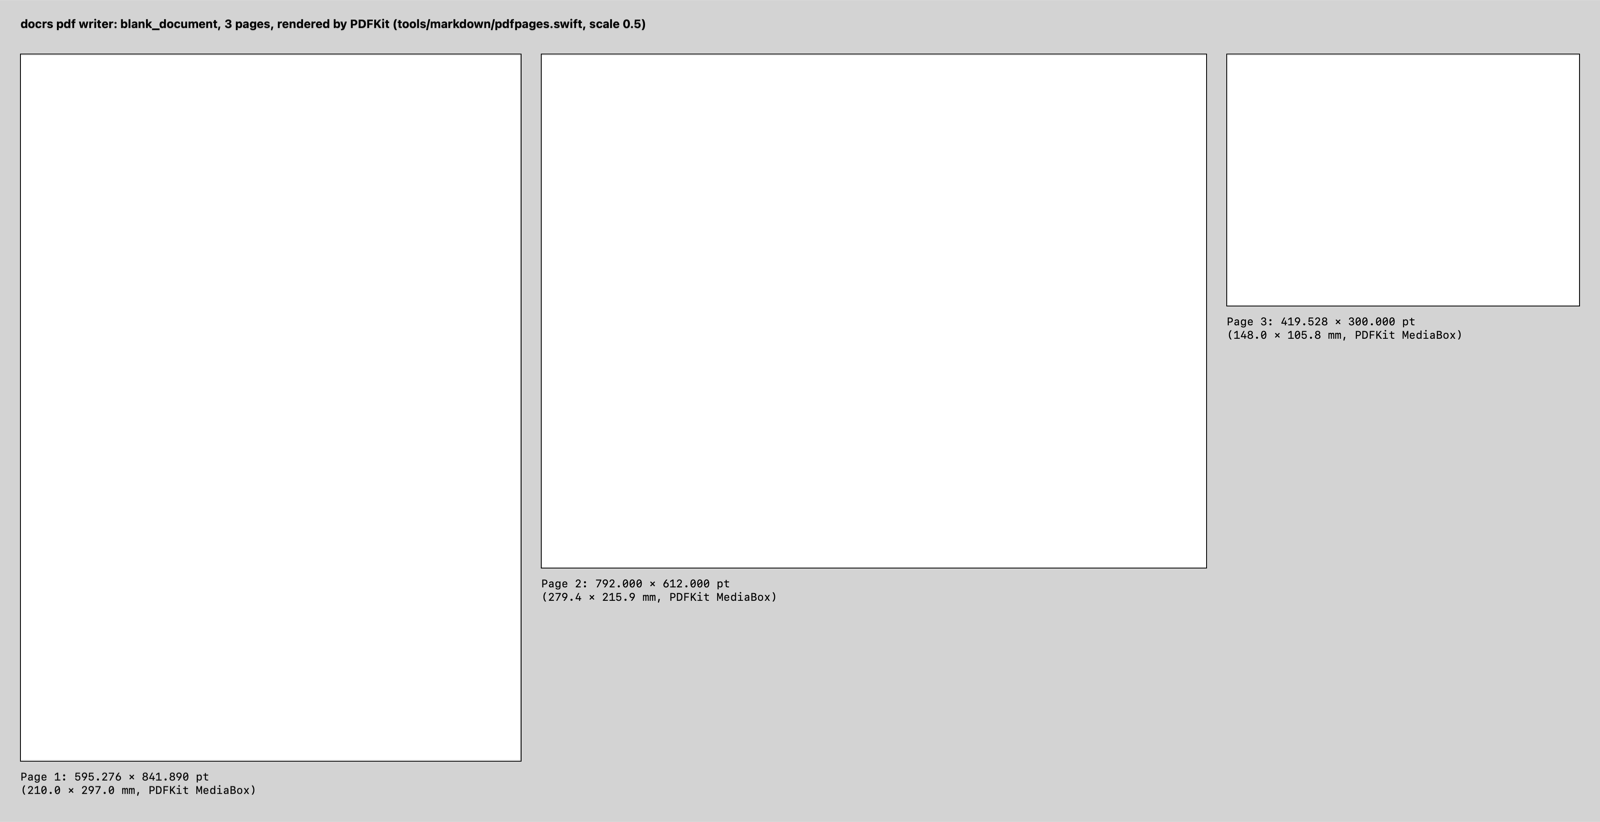 docrs pdf writer: blank_document, 3 pages, rendered by PDFKit (tools/markdown/pdfpages.swift, scale 0.5)
Page 1: 595.276 × 841.890 pt
(210.0 × 297.0 mm, PDFKit MediaBox)
Page 2: 792.000 × 612.000 pt
(279.4 × 215.9 mm, PDFKit MediaBox)
Page 3: 419.528 × 300.000 pt
(148.0 × 105.8 mm, PDFKit MediaBox)